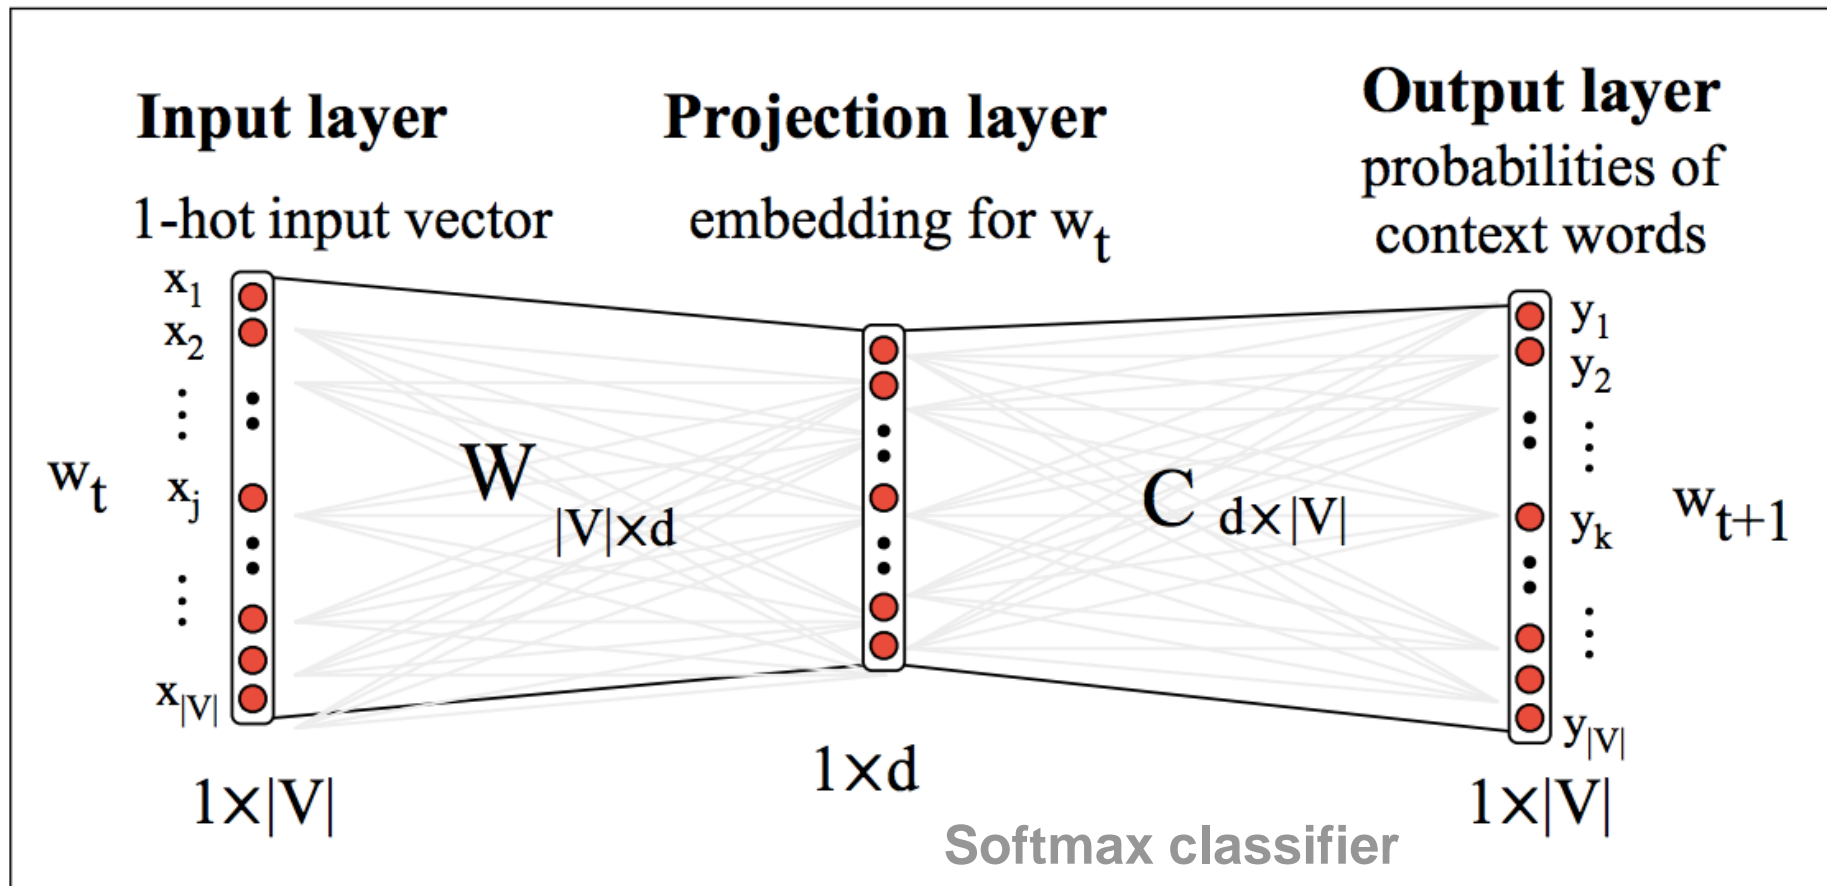 Input layer
1-hot input vector
Projection layer
embedding for wₜ
Output layer
probabilities of
context words
wₜ
x₁
x₂
xⱼ
x|V|
1×|V|
W |V|×d
1×d
C d×|V|
y₁
y₂
yₖ
y|V|
1×|V|
wₜ₊₁
Softmax classifier